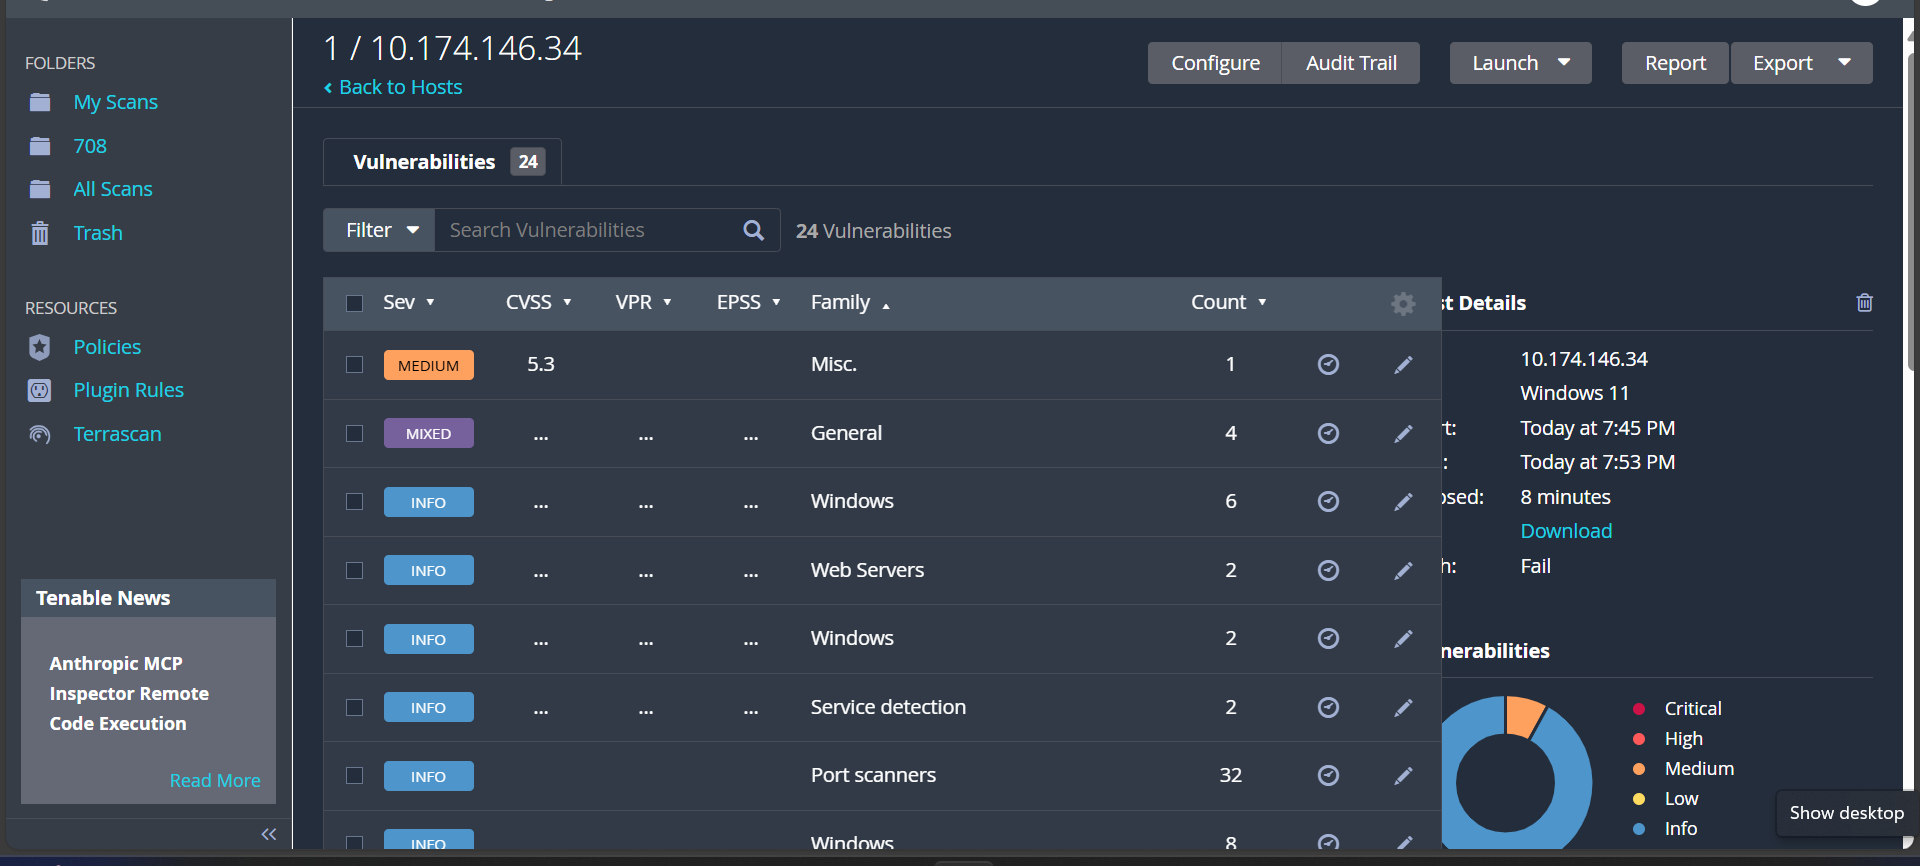 1 / 10.174.146.34
Back to Hosts
Configure
Audit Trail
Launch
Report
Export
FOLDERS
My Scans
708
All Scans
Trash
RESOURCES
Policies
Plugin Rules
Terrascan
Tenable News
Anthropic MCP
Inspector Remote
Code Execution
Read More
Vulnerabilities 24
Filter
Search Vulnerabilities
24 Vulnerabilities
Sev CVSS VPR EPSS Family Count
MEDIUM 5.3 Misc. 1
MIXED ... ... ... General 4
INFO ... ... ... Windows 6
INFO ... ... ... Web Servers 2
INFO ... ... ... Windows 2
INFO ... ... ... Service detection 2
INFO Port scanners 32
INFO Windows 8
st Details
10.174.146.34
Windows 11
rt: Today at 7:45 PM
: Today at 7:53 PM
psed: 8 minutes
Download
h: Fail
nerabilities
Critical
High
Medium
Low
Info
Show desktop